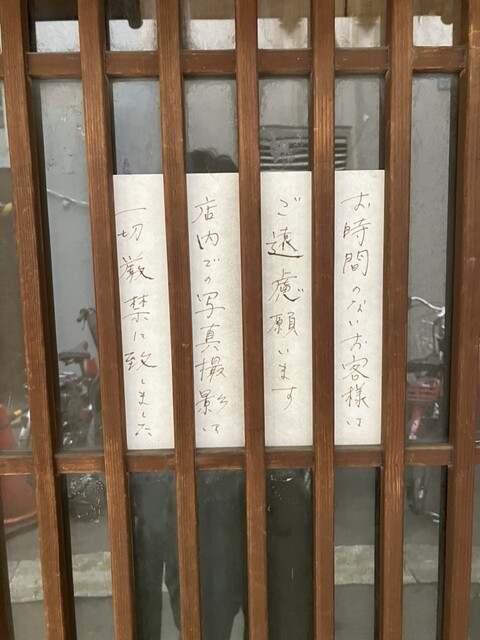 お時間のないお客様は
ご遠慮願います
店内での写真撮影は
一切厳禁に致しました